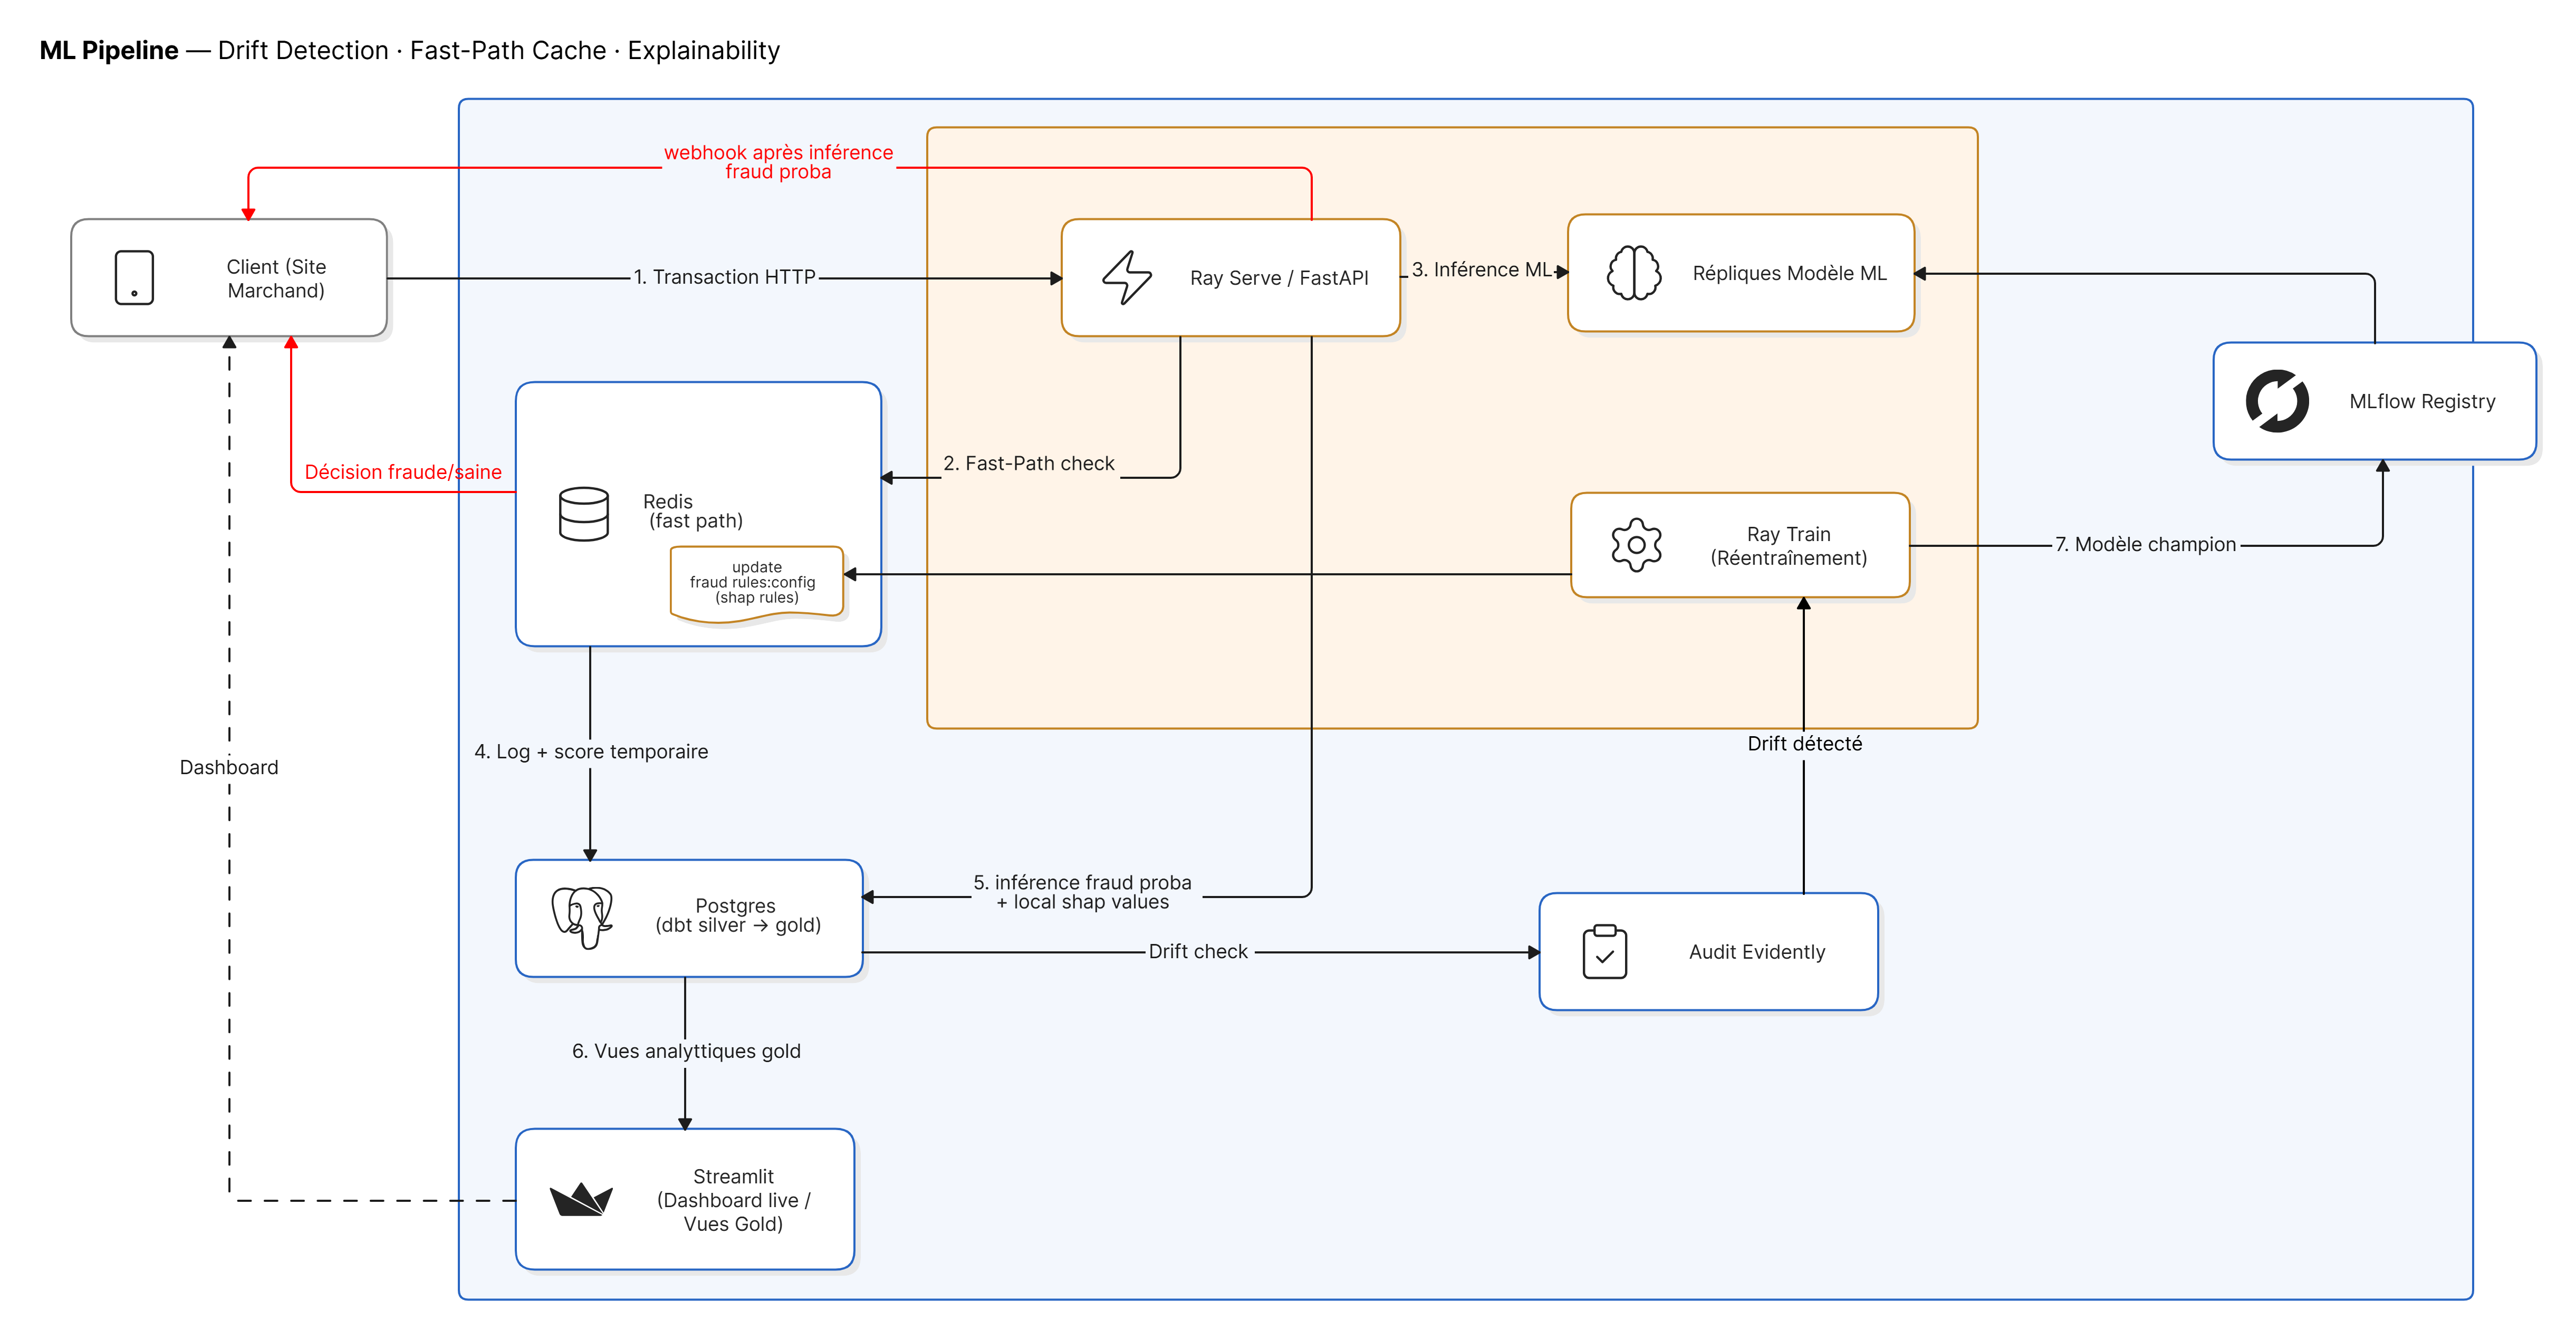 ML Pipeline — Drift Detection · Fast-Path Cache · Explainability
webhook après inférence
fraud proba
Client (Site
Marchand)
1. Transaction HTTP
Ray Serve / FastAPI
3. Inférence ML
Répliques Modèle ML
MLflow Registry
2. Fast-Path check
Décision fraude/saine
Redis
(fast path)
update
fraud rules:config
(shap rules)
Ray Train
(Réentraînement)
7. Modèle champion
4. Log + score temporaire
Drift détecté
Dashboard
5. inférence fraud proba
+ local shap values
Postgres
(dbt silver → gold)
Drift check
Audit Evidently
6. Vues analyttiques gold
Streamlit
(Dashboard live /
Vues Gold)